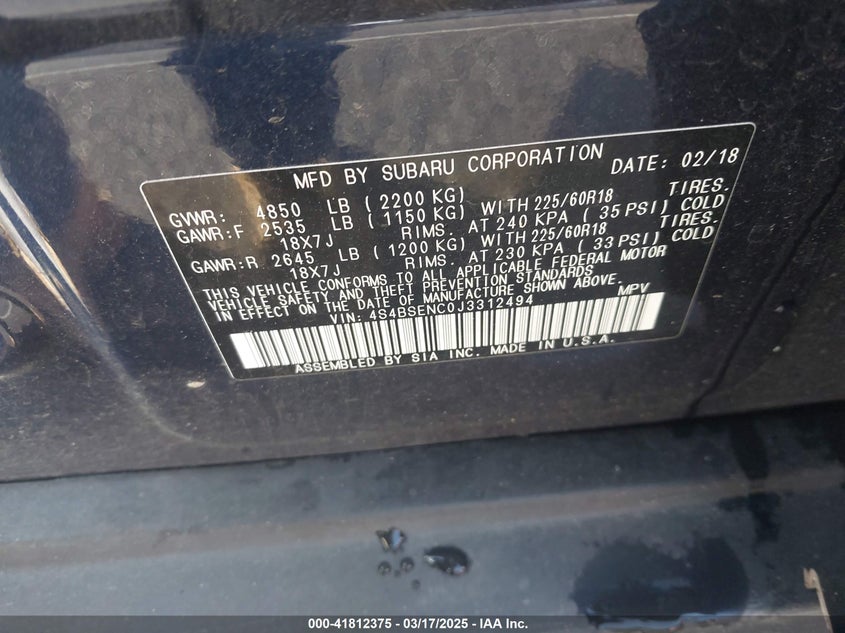 MFD BY SUBARU CORPORATION DATE: 02/18
GVWR: 4850 LB (2200 KG)
GAWR:F 2535 LB (1150 KG) WITH 225/60R18 TIRES.
18X7J RIMS. AT 240 KPA (35 PSI) COLD
GAWR:R 2645 LB (1200 KG) WITH 225/60R18 TIRES.
18X7J RIMS. AT 230 KPA (33 PSI) COLD
THIS VEHICLE CONFORMS TO ALL APPLICABLE FEDERAL MOTOR
VEHICLE SAFETY AND THEFT PREVENTION STANDARDS
IN EFFECT ON DATE OF MANUFACTURE SHOWN ABOVE.
VIN: 4S4BSENC0J3312494 MPV
ASSEMBLED BY SIA INC. MADE IN U.S.A.
000-41812375 - 03/17/2025 - IAA Inc.